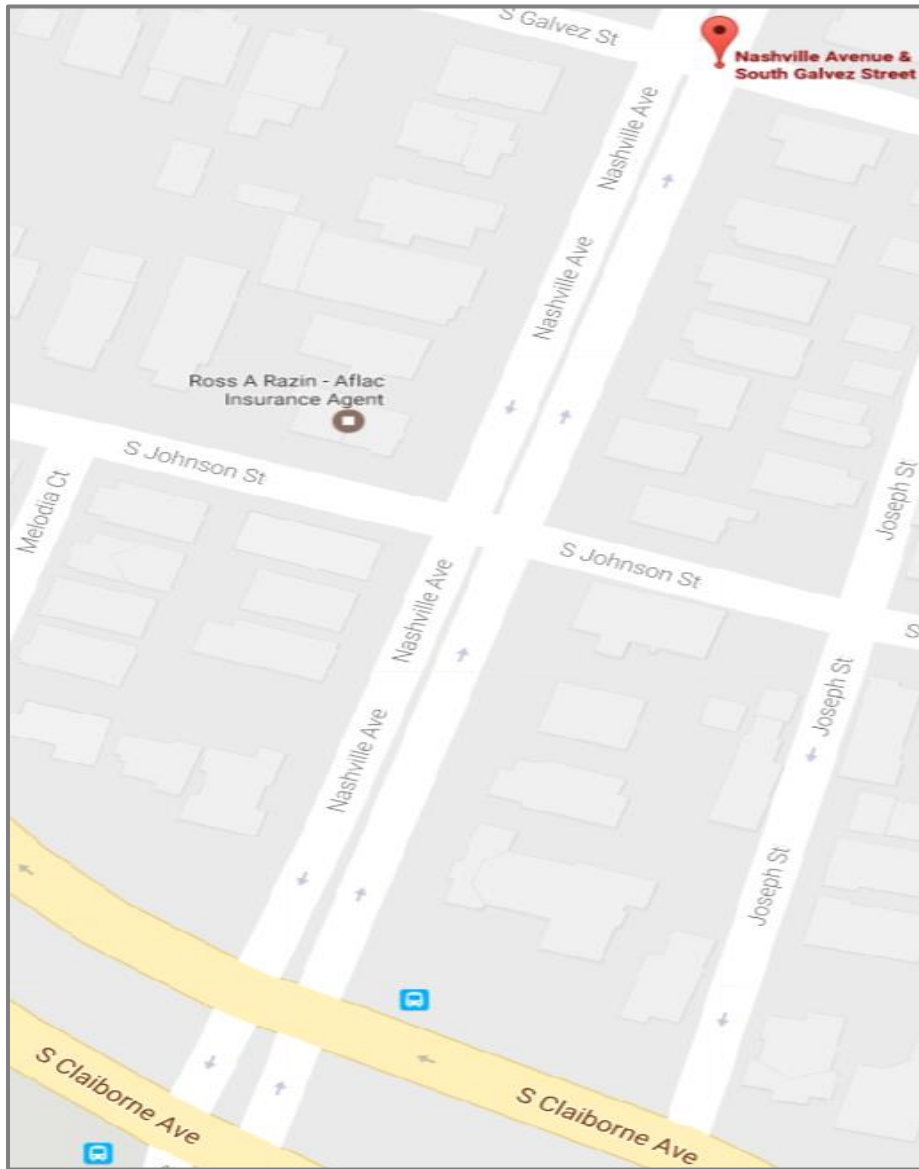 S Galvez St
Nashville Avenue &
South Galvez Street
Nashville Ave
Nashville Ave
Ross A Razin - Aflac
Insurance Agent
S Johnson St
Melodia Ct
Joseph St
S Johnson St
Nashville Ave
S
Joseph St
Nashville Ave
Joseph St
S Claiborne Ave
S Claiborne Ave